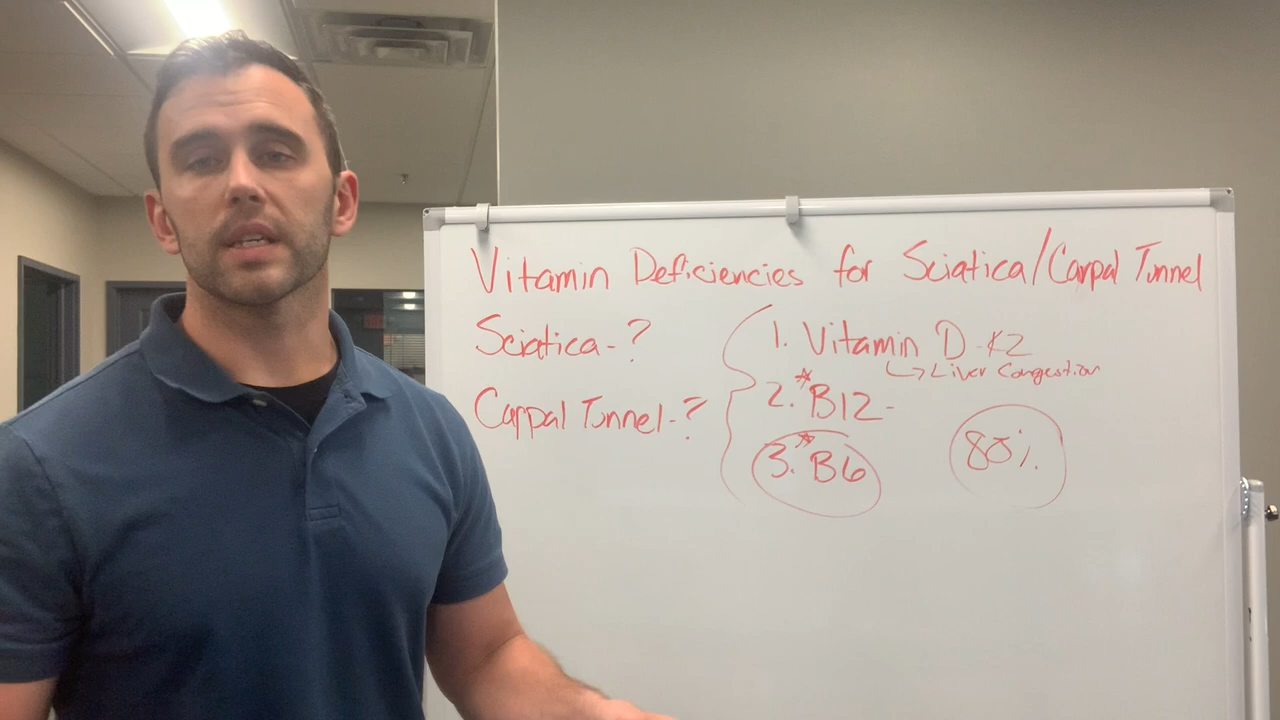 Vitamin Deficiencies for Sciatica/Carpal Tunnel
Sciatica-?
Carpal Tunnel-?
1. Vitamin D-K2
↳ Liver Congestion
2. *B12-
3. *B6
80%